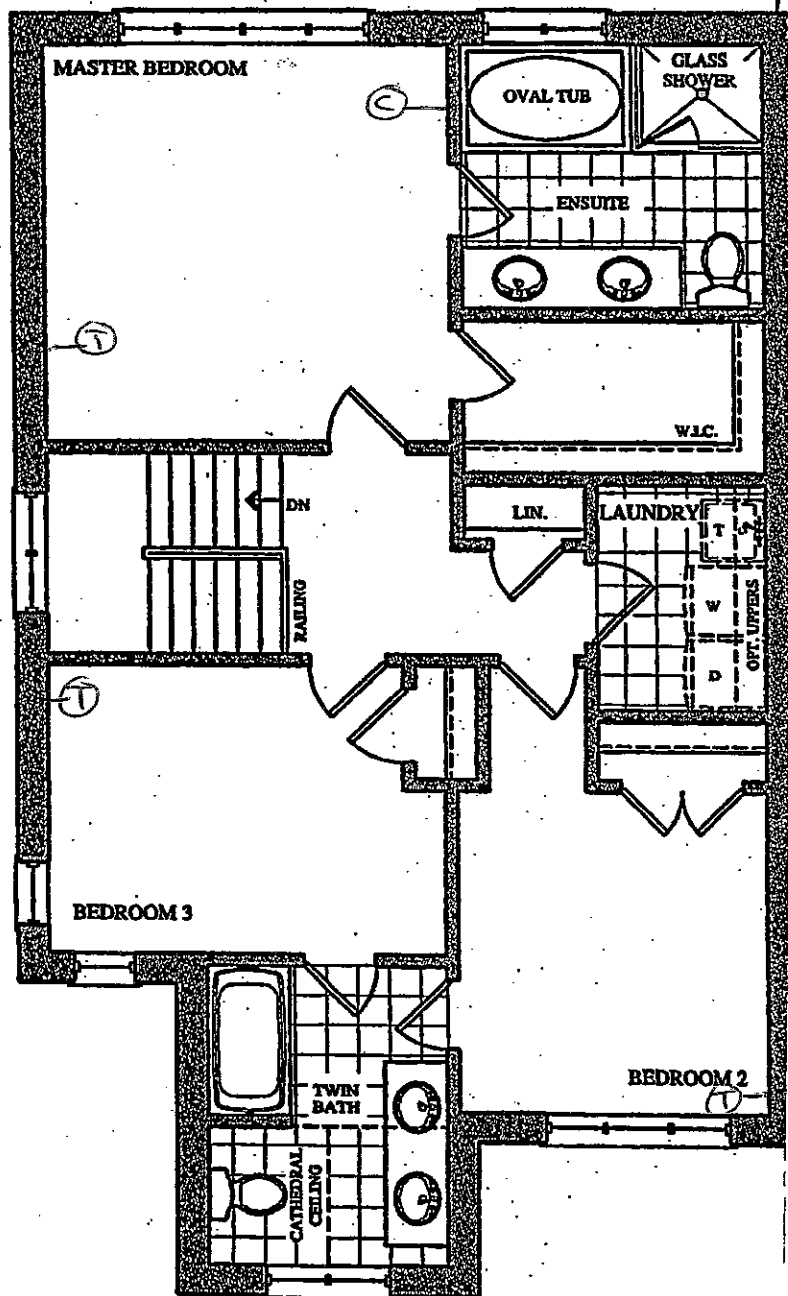 MASTER BEDROOM
C
OVAL TUB
GLASS
SHOWER
ENSUITE
T
W.I.C.
DN
RAILING
LIN.
LAUNDRY
T
W
D
OPT. UPPERS
T
BEDROOM 3
TWIN
BATH
CATHEDRAL
CEILING
BEDROOM 2
T